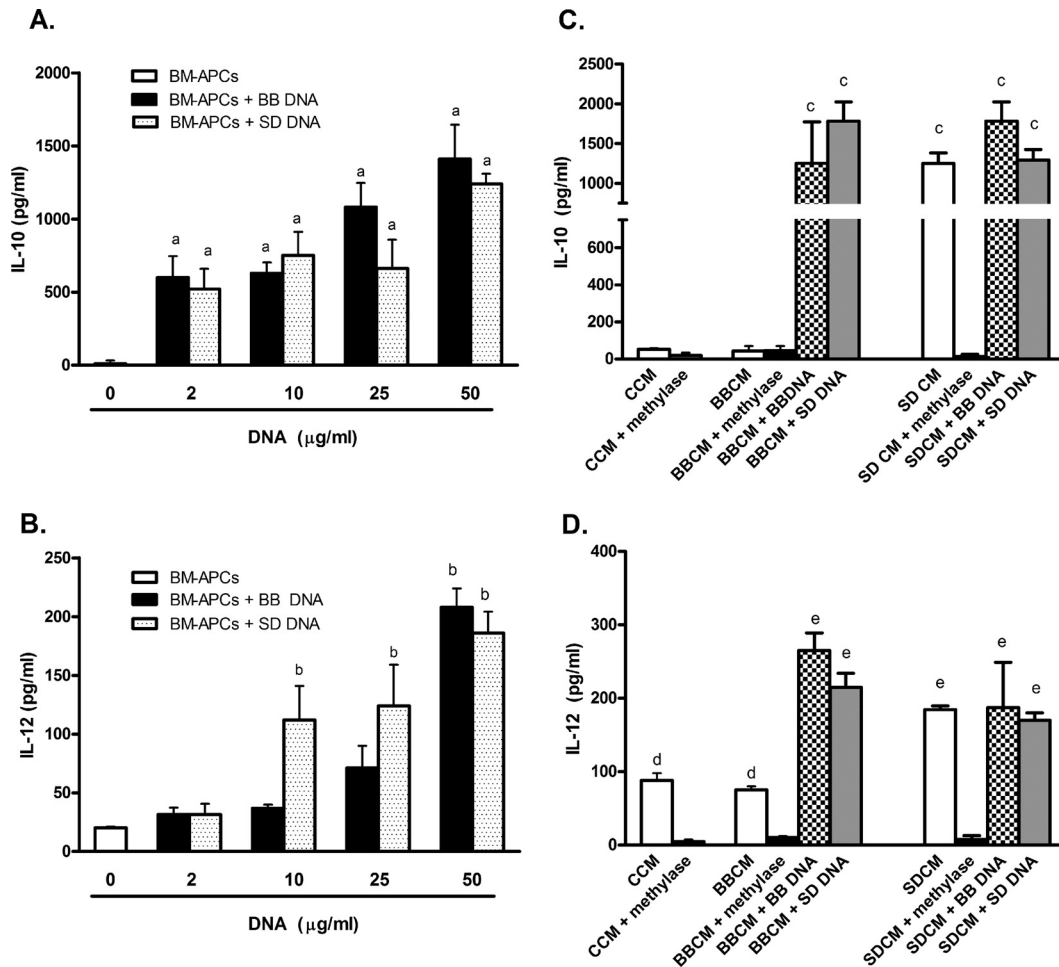 A.
2000
1500
1000
500
0
IL-10 (pg/ml)
BM-APCs
BM-APCs + BB DNA
BM-APCs + SD DNA
a a a a a a a a
0 2 10 25 50
DNA (μg/ml)
B.
250
200
150
100
50
0
IL-12 (pg/ml)
BM-APCs
BM-APCs + BB DNA
BM-APCs + SD DNA
b b b b
0 2 10 25 50
DNA (μg/ml)
C.
2500
2000
1500
1000
600
400
200
0
IL-10 (pg/ml)
c c c c c
CCM
CCM + methylase
BBCM
BBCM + methylase
BBCM + BBDNA
BBCM + SD DNA
SD CM
SD CM + methylase
SDCM + BB DNA
SDCM + SD DNA
D.
400
300
200
100
0
IL-12 (pg/ml)
d d e e e e e
CCM
CCM + methylase
BBCM
BBCM + methylase
BBCM + BB DNA
BBCM + SD DNA
SDCM
SDCM + methylase
SDCM + BB DNA
SDCM + SD DNA